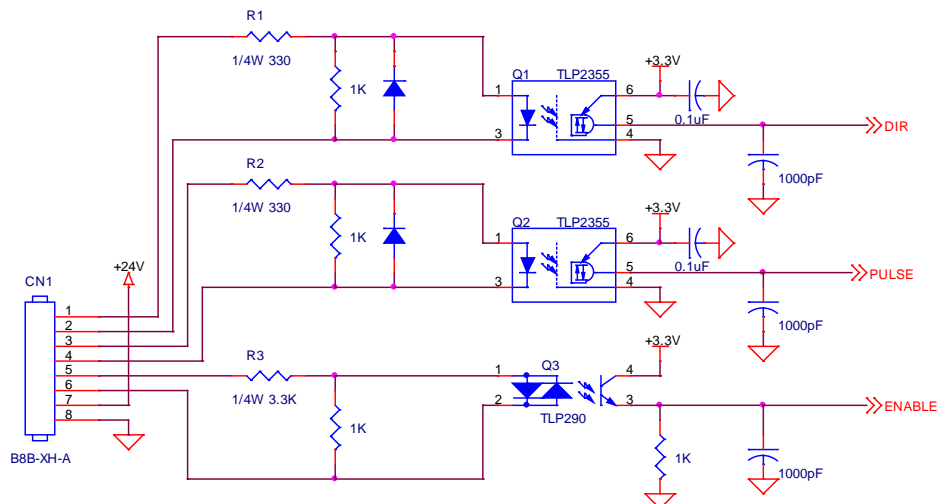 R1
1/4W 330
1K
Q1 TLP2355
1
3
6
5
4
+3.3V
0.1uF
DIR
1000pF
R2
1/4W 330
1K
Q2 TLP2355
1
3
6
5
4
+3.3V
0.1uF
PULSE
1000pF
+24V
CN1
1
2
3
4
5
6
7
8
B8B-XH-A
R3
1/4W 3.3K
1K
1
2
Q3
TLP290
4
3
+3.3V
ENABLE
1K
1000pF